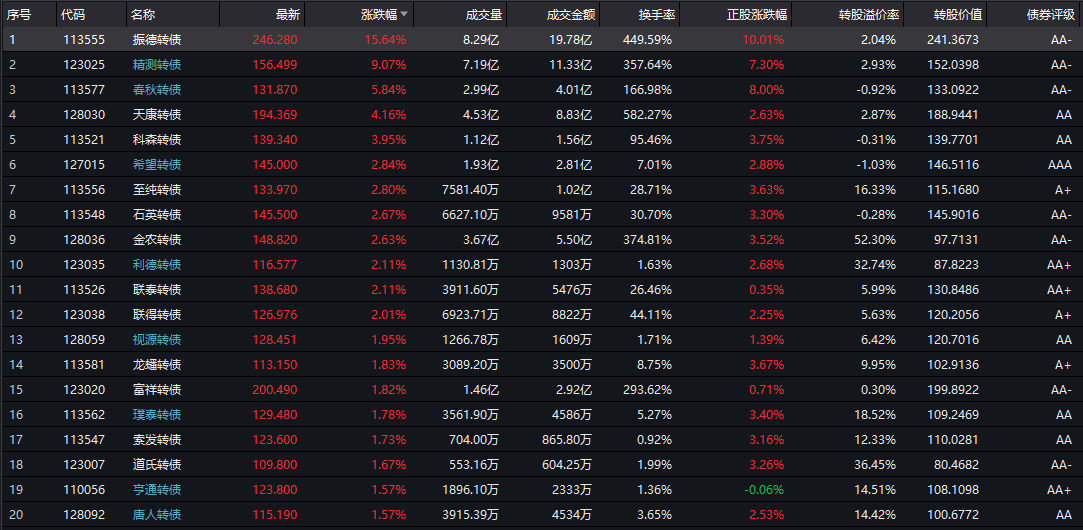 序号 代码 名称 最新 涨跌幅 成交量 成交金额 换手率 正股涨跌幅 转股溢价率 转股价值 债券评级
1 113555 振德转债 246.280 15.64% 8.29亿 19.78亿 449.59% 10.01% 2.04% 241.3673 AA-
2 123025 精测转债 156.499 9.07% 7.19亿 11.33亿 357.64% 7.30% 2.93% 152.0398 AA-
3 113577 春秋转债 131.870 5.84% 2.99亿 4.01亿 166.98% 8.00% -0.92% 133.0922 AA-
4 128030 天康转债 194.369 4.16% 4.53亿 8.83亿 582.27% 2.63% 2.87% 188.9441 AA
5 113521 科森转债 139.340 3.95% 1.12亿 1.56亿 95.46% 3.75% -0.31% 139.7701 AA
6 127015 希望转债 145.000 2.84% 1.93亿 2.81亿 7.01% 2.88% -1.03% 146.5116 AAA
7 113556 至纯转债 133.970 2.80% 7581.40万 1.02亿 28.71% 3.63% 16.33% 115.1680 A+
8 113548 石英转债 145.500 2.67% 6627.10万 9581万 30.70% 3.30% -0.28% 145.9016 AA-
9 128036 金农转债 148.820 2.63% 3.67亿 5.50亿 374.81% 3.52% 52.30% 97.7131 AA-
10 123035 利德转债 116.577 2.11% 1130.81万 1303万 1.63% 2.68% 32.74% 87.8223 AA+
11 113526 联泰转债 138.680 2.11% 3911.60万 5476万 26.46% 0.35% 5.99% 130.8486 AA+
12 123038 联得转债 126.976 2.01% 6923.71万 8822万 44.11% 2.25% 5.63% 120.2056 A+
13 128059 视源转债 128.451 1.95% 1266.78万 1609万 1.71% 1.39% 6.42% 120.7016 AA
14 113581 龙蟠转债 113.150 1.83% 3089.20万 3500万 8.75% 3.67% 9.95% 102.9136 A+
15 123020 富祥转债 200.490 1.82% 1.46亿 2.92亿 293.62% 0.71% 0.30% 199.8922 AA-
16 113562 璞泰转债 129.480 1.78% 3561.90万 4586万 5.27% 3.40% 18.52% 109.2469 AA
17 113547 索发转债 123.600 1.73% 704.00万 865.80万 0.92% 3.16% 12.33% 110.0281 AA
18 123007 道氏转债 109.800 1.67% 553.16万 604.25万 1.99% 3.26% 36.45% 80.4682 AA-
19 110056 亨通转债 123.800 1.57% 1896.10万 2333万 1.36% -0.06% 14.51% 108.1098 AA+
20 128092 唐人转债 115.190 1.57% 3915.39万 4534万 3.65% 2.53% 14.42% 100.6772 AA